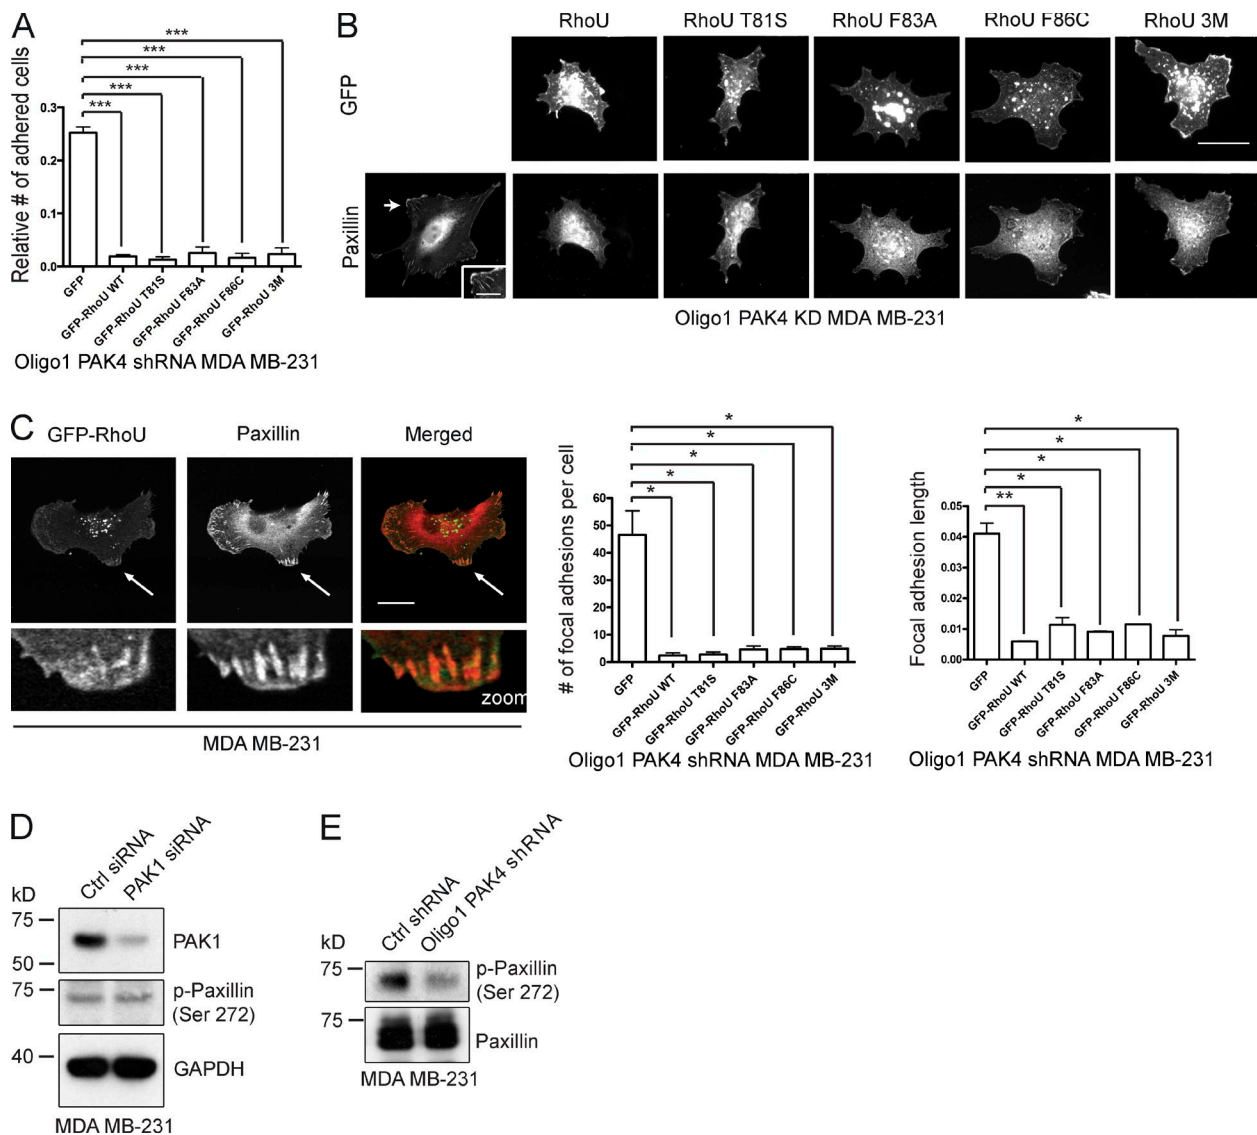 A
Relative # of adhered cells
0.3
0.2
0.1
0.0
***
***
***
***
***
GFP
GFP-RhoU WT
GFP-RhoU T81S
GFP-RhoU F83A
GFP-RhoU F86C
GFP-RhoU 3M
Oligo1 PAK4 shRNA MDA MB-231
B
RhoU RhoU T81S RhoU F83A RhoU F86C RhoU 3M
GFP
Paxillin
Oligo1 PAK4 KD MDA MB-231
C
GFP-RhoU Paxillin Merged
zoom
MDA MB-231
# of focal adhesions per cell
60
50
40
30
20
10
0
*
*
*
*
*
GFP
GFP-RhoU WT
GFP-RhoU T81S
GFP-RhoU F83A
GFP-RhoU F86C
GFP-RhoU 3M
Oligo1 PAK4 shRNA MDA MB-231
Focal adhesion length
0.05
0.04
0.03
0.02
0.01
0.00
*
*
*
*
**
GFP
GFP-RhoU WT
GFP-RhoU T81S
GFP-RhoU F83A
GFP-RhoU F86C
GFP-RhoU 3M
Oligo1 PAK4 shRNA MDA MB-231
D
Ctrl siRNA
PAK1 siRNA
kD
75
50
PAK1
75
p-Paxillin
(Ser 272)
40
GAPDH
MDA MB-231
E
Ctrl shRNA
Oligo1 PAK4 shRNA
kD
75
p-Paxillin
(Ser 272)
75
Paxillin
MDA MB-231